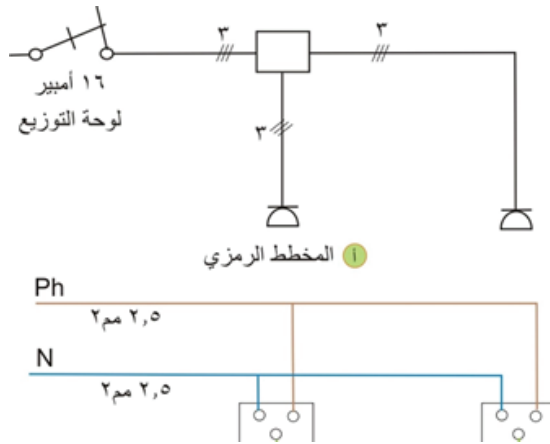 ٣ ٣
١٦ أمبير
لوحة التوزيع
٣
أ المخطط الرمزي
Ph
٢,٥ مم٢
N
٢,٥ مم٢